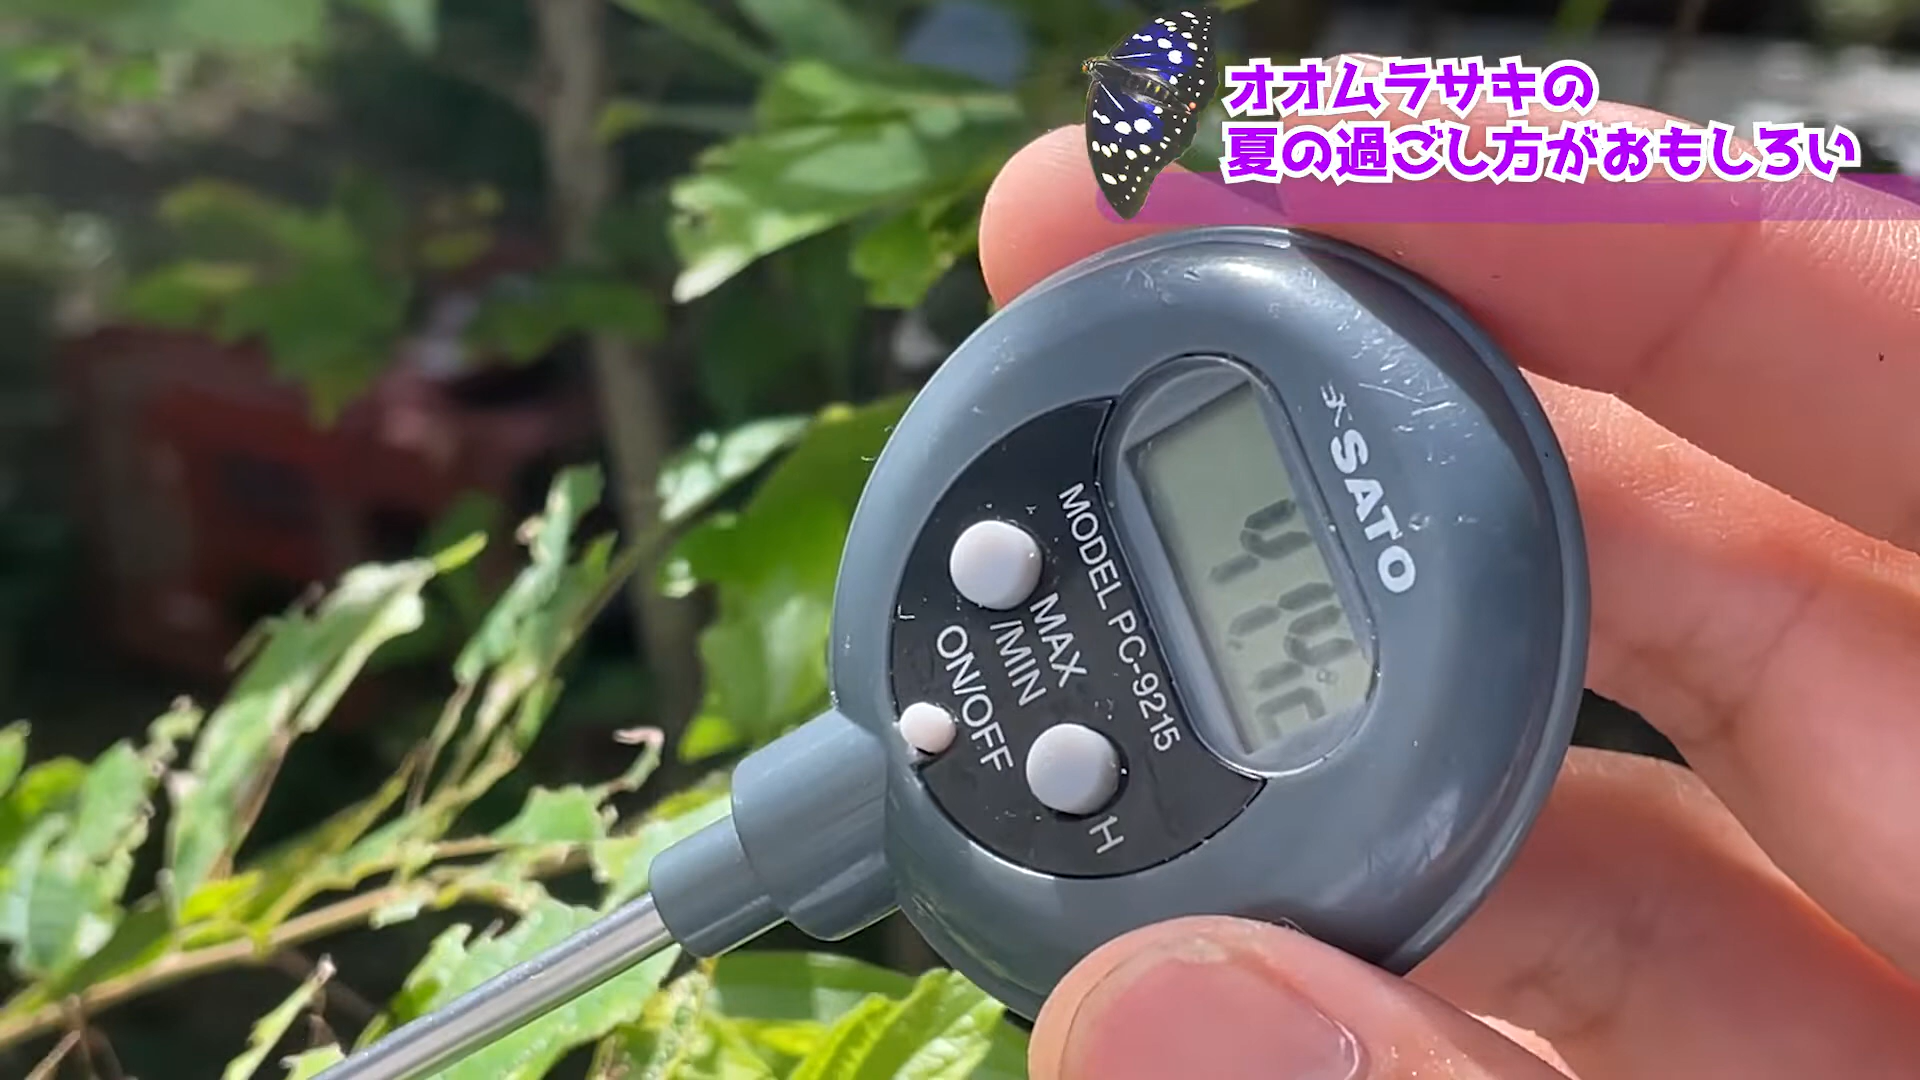 オオムラサキの
夏の過ごし方がおもしろい
SATO
MODEL PC-9215
MAX
/MIN
ON/OFF
H